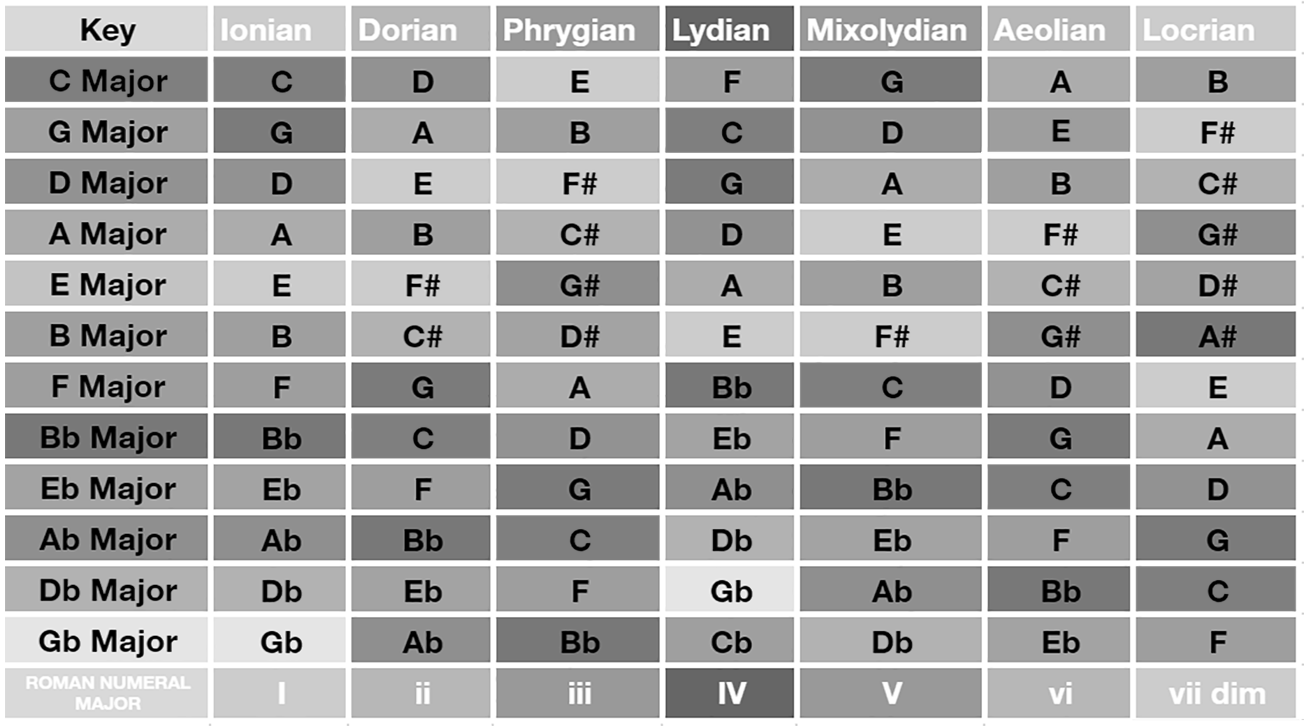 Key Ionian Dorian Phrygian Lydian Mixolydian Aeolian Locrian
C Major C D E F G A B
G Major G A B C D E F#
D Major D E F# G A B C#
A Major A B C# D E F# G#
E Major E F# G# A B C# D#
B Major B C# D# E F# G# A#
F Major F G A Bb C D E
Bb Major Bb C D Eb F G A
Eb Major Eb F G Ab Bb C D
Ab Major Ab Bb C Db Eb F G
Db Major Db Eb F Gb Ab Bb C
Gb Major Gb Ab Bb Cb Db Eb F
ROMAN NUMERAL
MAJOR
I ii iii IV V vi vii dim